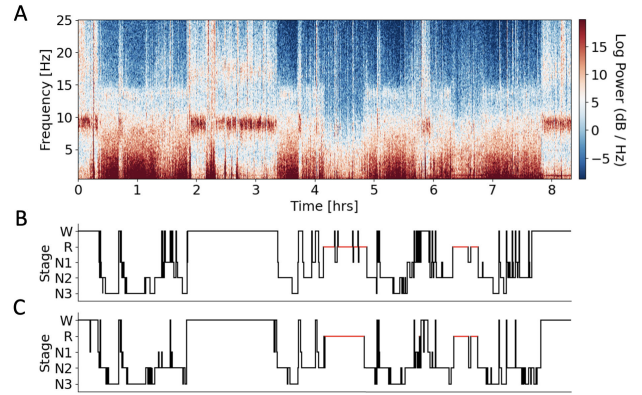 A
Frequency [Hz]
25
20
15
10
5
0 1 2 3 4 5 6 7 8
Time [hrs]
15
10
5
0
−5
Log Power (dB / Hz)
B
Stage
W
R
N1
N2
N3
C
Stage
W
R
N1
N2
N3